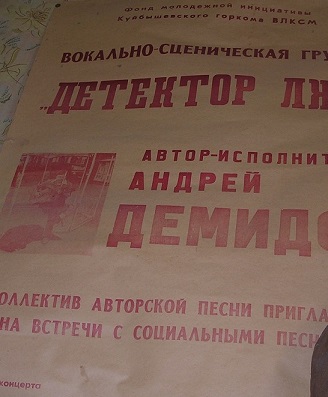 Фонд молодежной инициативы
Куйбышевского горкома ВЛКСМ
ВОКАЛЬНО-СЦЕНИЧЕСКАЯ ГРУ
„ДЕТЕКТОР ЛЖ
АВТОР-ИСПОЛНИТ
АНДРЕЙ
ДЕМИДО
ОЛЛЕКТИВ АВТОРСКОЙ ПЕСНИ ПРИГЛА
НА ВСТРЕЧИ С СОЦИАЛЬНЫМИ ПЕСН
концерта